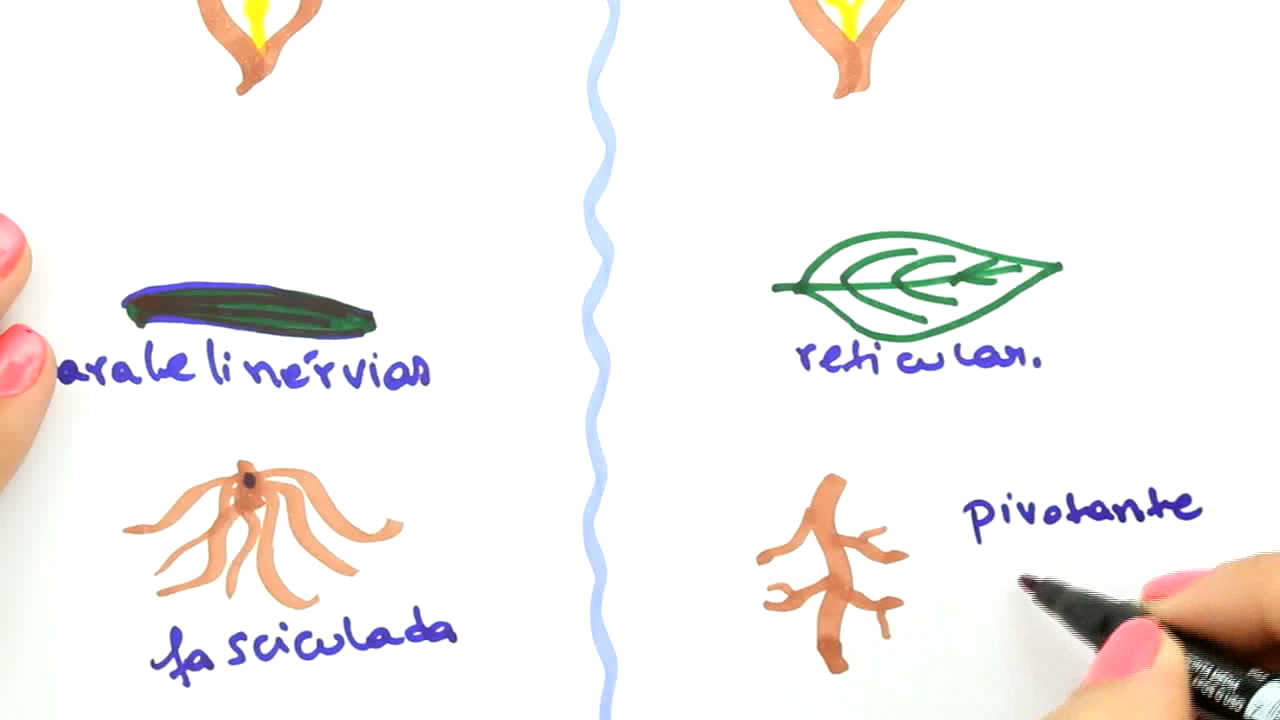 aralelinérvias
reticular.
pivotante
fasciculada